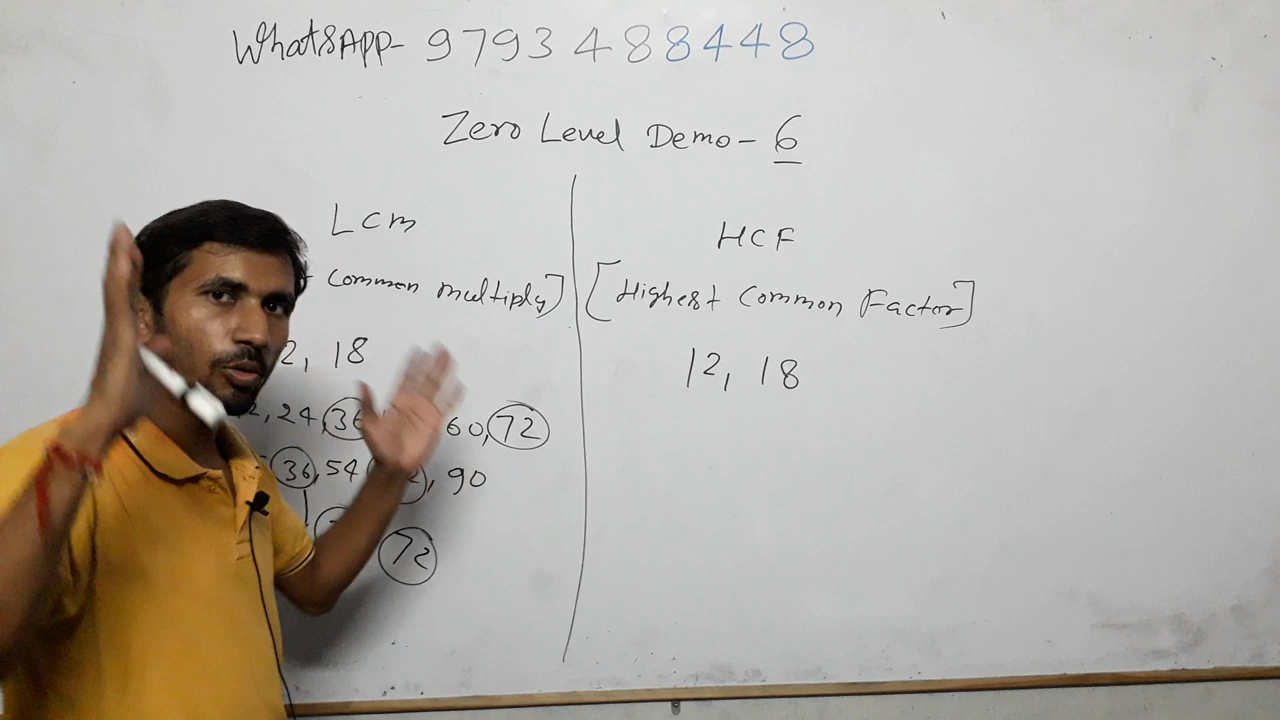 WhatsAPP- 9793488448
Zero Level Demo- 6
Lcm
Common multiply]
2, 18
2, 24, 36 60, 72
36, 54 , 90
72
HCF
[Highest Common Factor]
12, 18